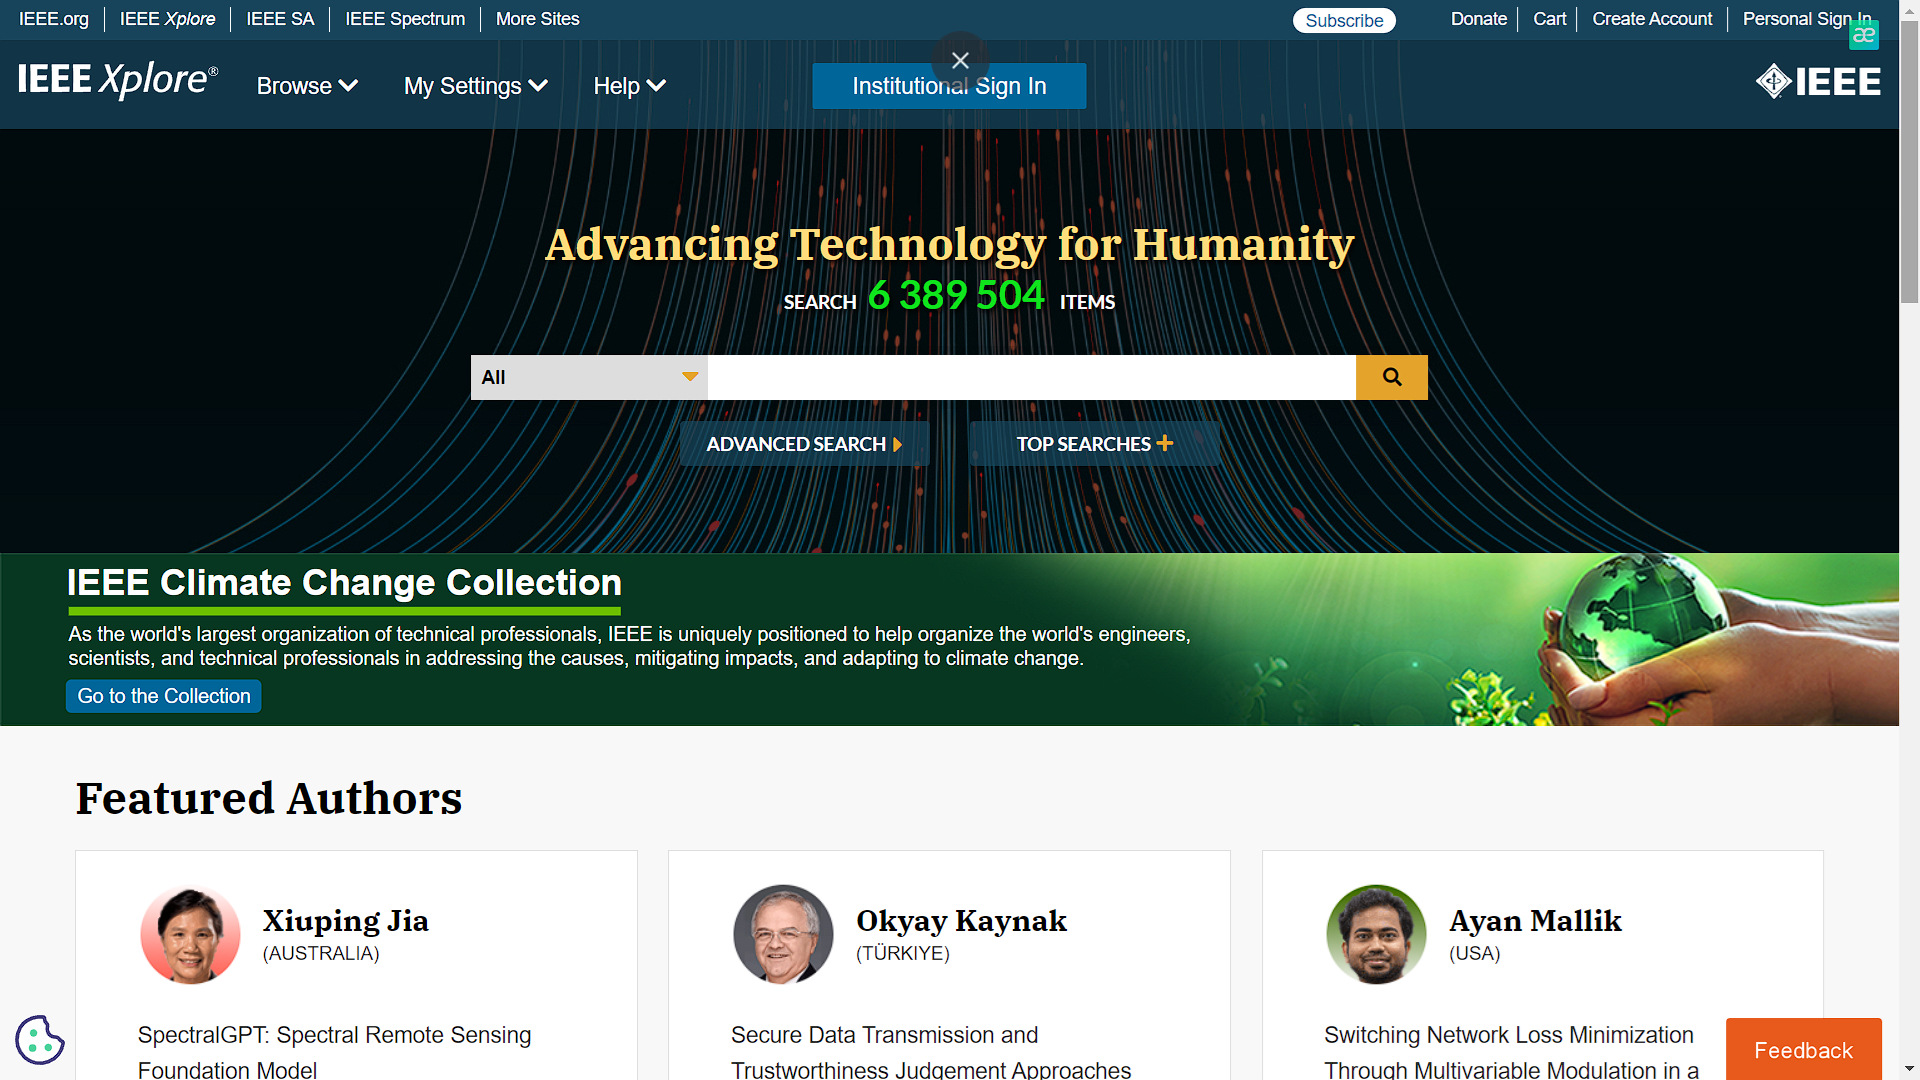 IEEE.org
IEEE Xplore
IEEE SA
IEEE Spectrum
More Sites
Subscribe
Donate
Cart
Create Account
Personal Sign In
æ
IEEE Xplore®
Browse
My Settings
Help
Institutional Sign In
IEEE
Advancing Technology for Humanity
SEARCH 6 389 504 ITEMS
All
ADVANCED SEARCH
TOP SEARCHES
IEEE Climate Change Collection
As the world's largest organization of technical professionals, IEEE is uniquely positioned to help organize the world's engineers,
scientists, and technical professionals in addressing the causes, mitigating impacts, and adapting to climate change.
Go to the Collection
Featured Authors
Xiuping Jia
(AUSTRALIA)
SpectralGPT: Spectral Remote Sensing
Foundation Model
Okyay Kaynak
(TÜRKIYE)
Secure Data Transmission and
Trustworthiness Judgement Approaches
Ayan Mallik
(USA)
Switching Network Loss Minimization
Through Multivariable Modulation in a
Feedback